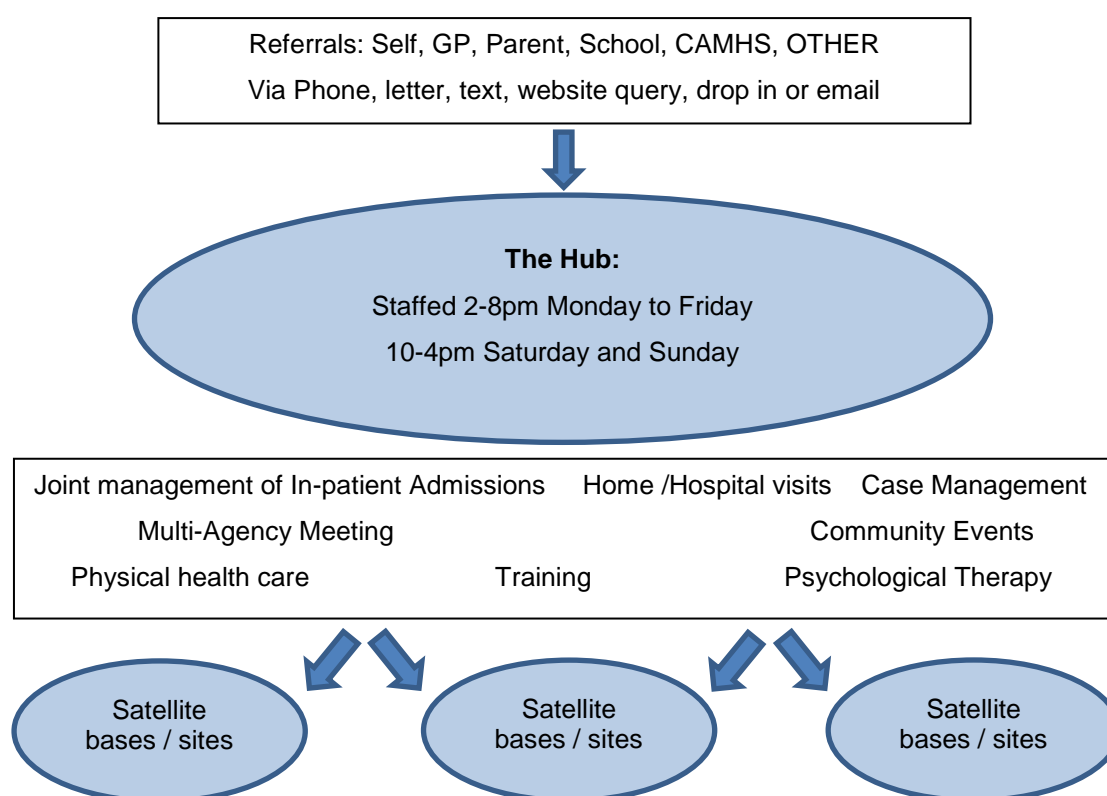 Referrals: Self, GP, Parent, School, CAMHS, OTHER
Via Phone, letter, text, website query, drop in or email
The Hub:
Staffed 2-8pm Monday to Friday
10-4pm Saturday and Sunday
Joint management of In-patient Admissions Home /Hospital visits Case Management
Multi-Agency Meeting Community Events
Physical health care Training Psychological Therapy
Satellite
bases / sites
Satellite
bases / sites
Satellite
bases / sites